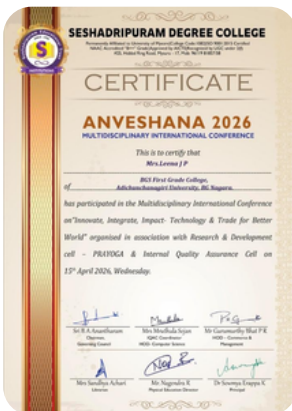 SESHADRIPURAM DEGREE COLLEGE
CERTIFICATE
ANVESHANA 2026
MULTIDISCIPLINARY INTERNATIONAL CONFERENCE
This is to certify that
Mrs.Leena J P
BGS First Grade College,
of Adichunchanagiri University, BG Nagara.
has participated in the Multidisciplinary International Conference
on"Innovate, Integrate, Impact- Technology & Trade for Better
World" organised in association with Research & Development
cell - PRAYOGA & Internal Quality Assurance Cell on
15th April 2026, Wednesday.
Mrs Mrudhula Srijan
Mr Gurumurthy Bhat P K
Chairman,
IQAC Coordinator
HOD- Commerce &
Governing Council
HOD- Computer Science
Management
Mrs Sandhya Achari
Mr. Nagendra R
Dr Sowmya Eregppa K
Librarian
Physical Education Director
Principal